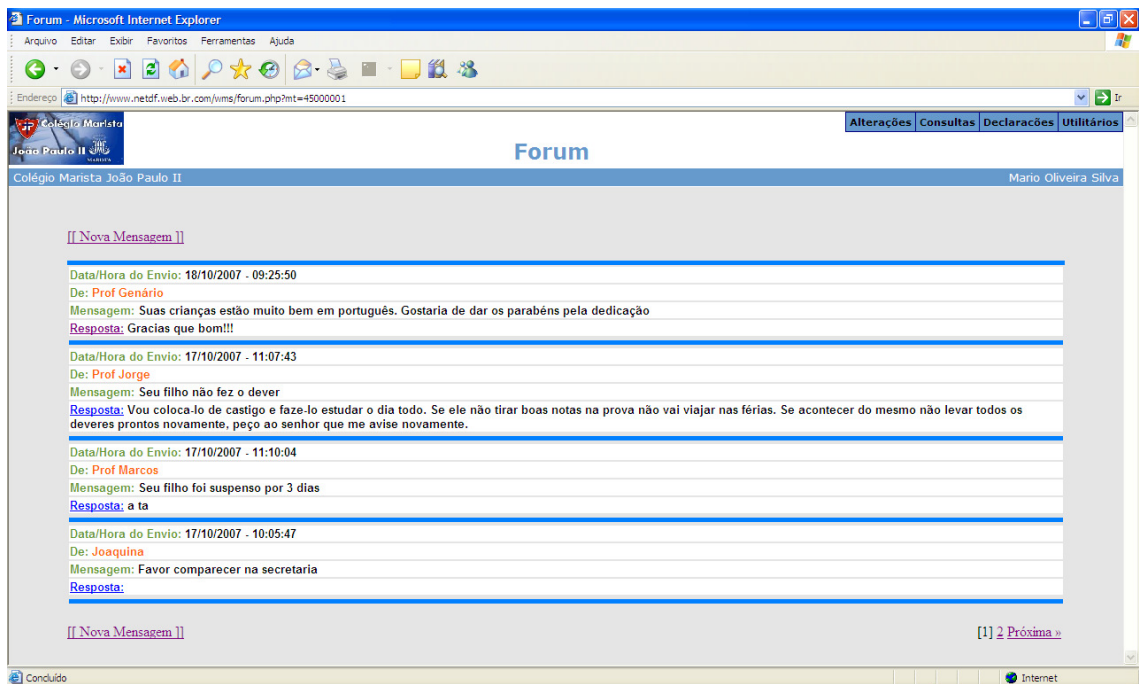 Forum - Microsoft Internet Explorer
Arquivo Editar Exibir Favoritos Ferramentas Ajuda
Endereço http://www.netdf.web.br.com/wms/forum.php?mt=45000001 Ir
Colégio Marista
João Paulo II
MARISTA
Alterações Consultas Declaracões Utilitários
Forum
Colégio Marista João Paulo II Mario Oliveira Silva
[[ Nova Mensagem ]]
Data/Hora do Envio: 18/10/2007 - 09:25:50
De: Prof Genário
Mensagem: Suas crianças estão muito bem em português. Gostaria de dar os parabéns pela dedicação
Resposta: Gracias que bom!!!
Data/Hora do Envio: 17/10/2007 - 11:07:43
De: Prof Jorge
Mensagem: Seu filho não fez o dever
Resposta: Vou coloca-lo de castigo e faze-lo estudar o dia todo. Se ele não tirar boas notas na prova não vai viajar nas férias. Se acontecer do mesmo não levar todos os
deveres prontos novamente, peço ao senhor que me avise novamente.
Data/Hora do Envio: 17/10/2007 - 11:10:04
De: Prof Marcos
Mensagem: Seu filho foi suspenso por 3 dias
Resposta: a ta
Data/Hora do Envio: 17/10/2007 - 10:05:47
De: Joaquina
Mensagem: Favor comparecer na secretaria
Resposta:
[[ Nova Mensagem ]] [1] 2 Próxima »
Concluído Internet